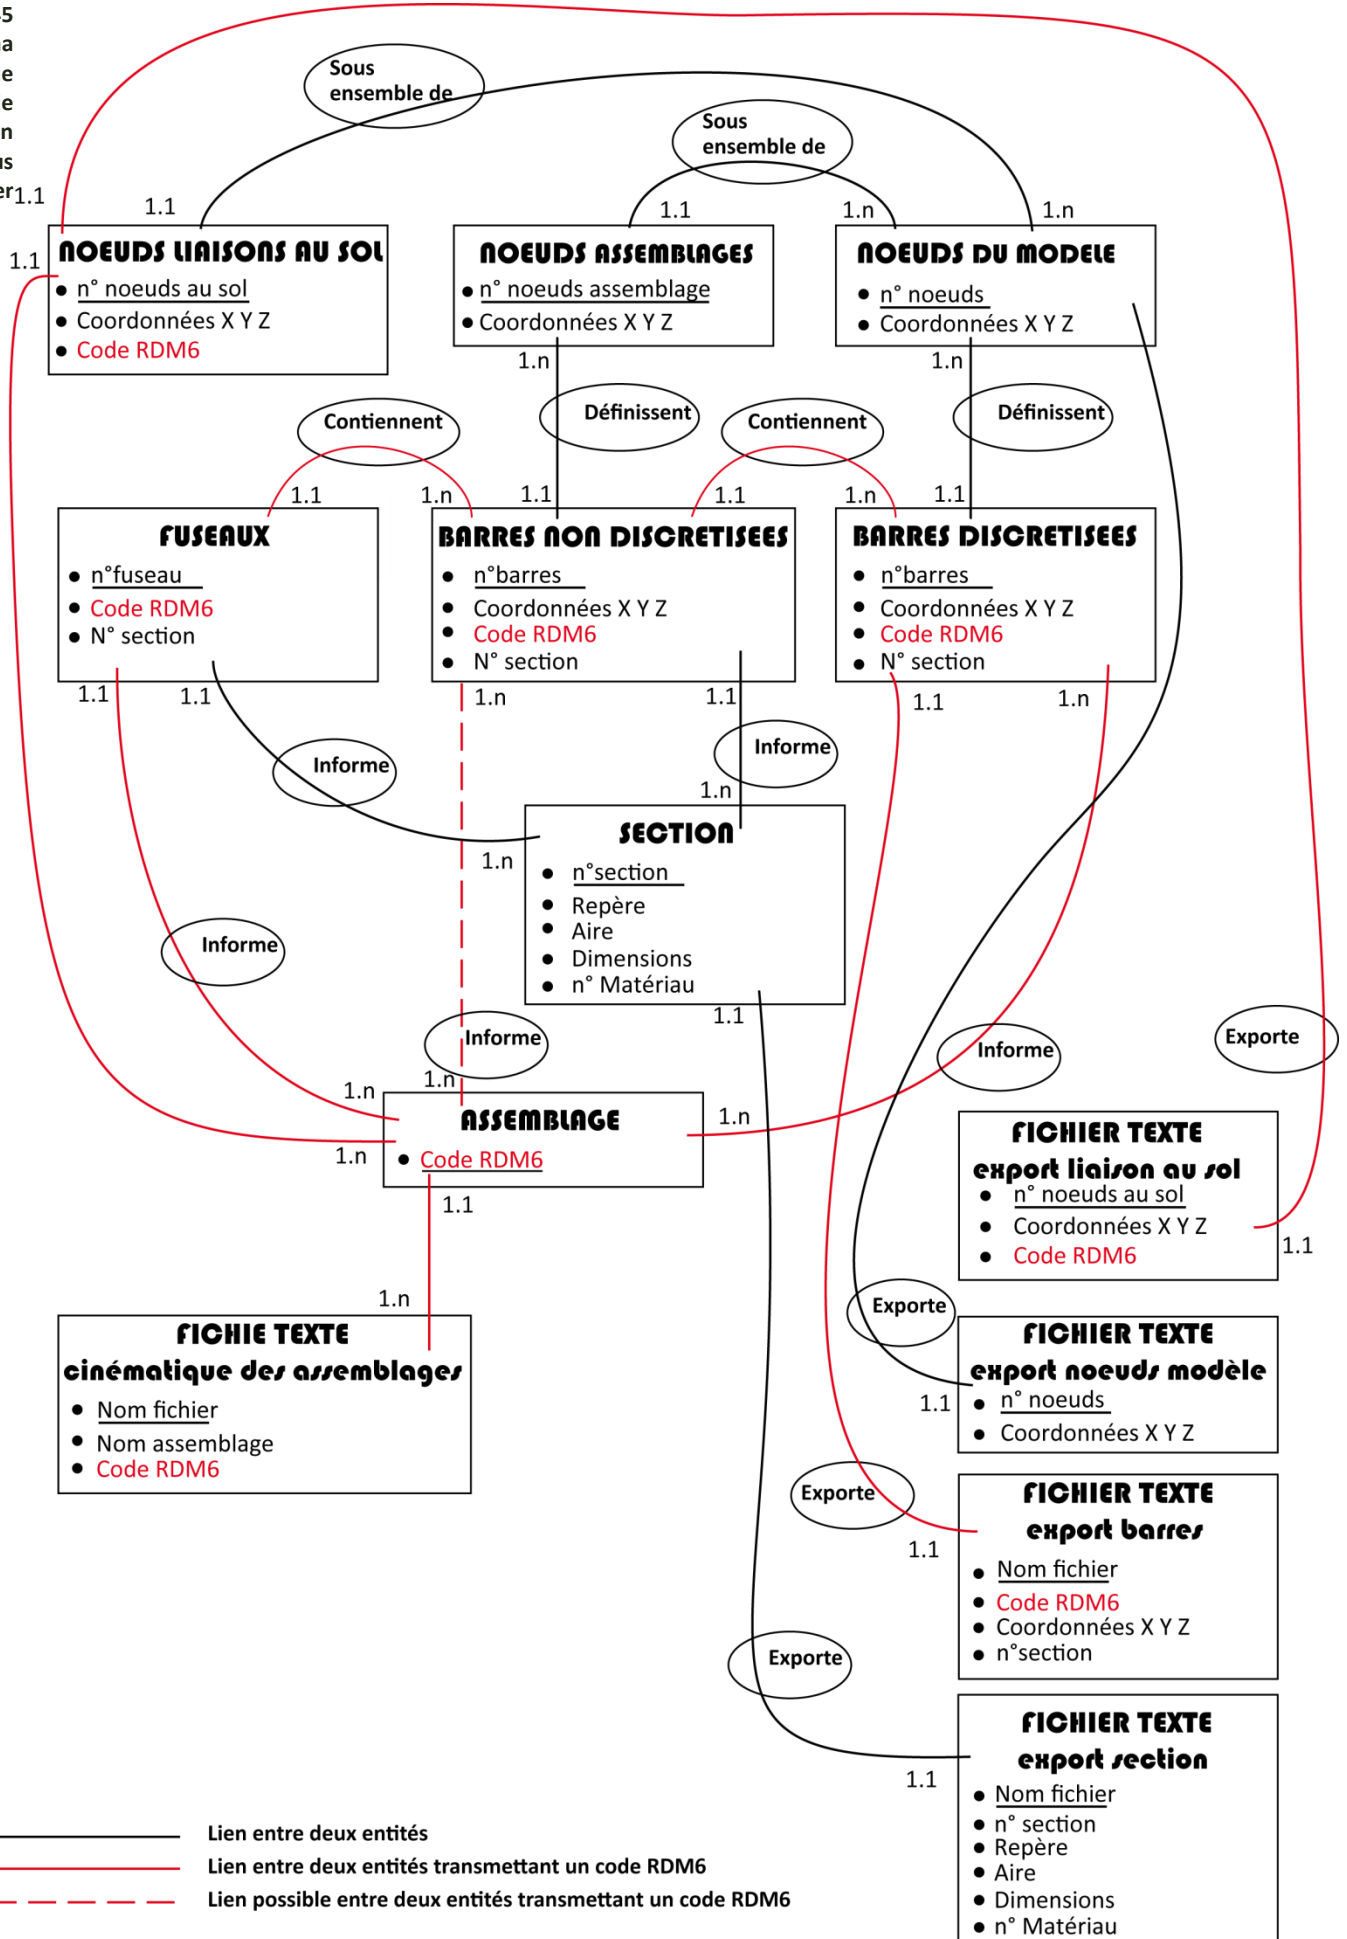 45
na
e
e
n
us
er
1.1
Sous
ensemble de
Sous
ensemble de
1.1
1.1
1.n
1.n
1.1
NOEUDS LIAISONS AU SOL
• n° noeuds au sol
• Coordonnées X Y Z
• Code RDM6
NOEUDS ASSEMBLAGES
• n° noeuds assemblage
• Coordonnées X Y Z
NOEUDS DU MODELE
• n° noeuds
• Coordonnées X Y Z
1.n
1.n
Contiennent
Définissent
Contiennent
Définissent
1.1
1.n
1.1
1.1
1.n
1.1
FUSEAUX
• n°fuseau
• Code RDM6
• N° section
BARRES NON DISCRETISEES
• n°barres
• Coordonnées X Y Z
• Code RDM6
• N° section
BARRES DISCRETISEES
• n°barres
• Coordonnées X Y Z
• Code RDM6
• N° section
1.1
1.1
1.n
1.1
1.1
1.n
Informe
Informe
1.n
1.n
SECTION
• n°section
• Repère
• Aire
• Dimensions
• n° Matériau
1.1
Informe
Informe
Informe
Exporte
1.n
1.n
1.n
1.n
ASSEMBLAGE
• Code RDM6
1.1
FICHIER TEXTE
export liaison au sol
• n° noeuds au sol
• Coordonnées X Y Z
• Code RDM6
1.1
1.n
FICHIE TEXTE
cinématique des assemblages
• Nom fichier
• Nom assemblage
• Code RDM6
Exporte
1.1
FICHIER TEXTE
export noeuds modèle
• n° noeuds
• Coordonnées X Y Z
Exporte
1.1
FICHIER TEXTE
export barres
• Nom fichier
• Code RDM6
• Coordonnées X Y Z
• n°section
Exporte
1.1
FICHIER TEXTE
export section
• Nom fichier
• n° section
• Repère
• Aire
• Dimensions
• n° Matériau
Lien entre deux entités
Lien entre deux entités transmettant un code RDM6
Lien possible entre deux entités transmettant un code RDM6